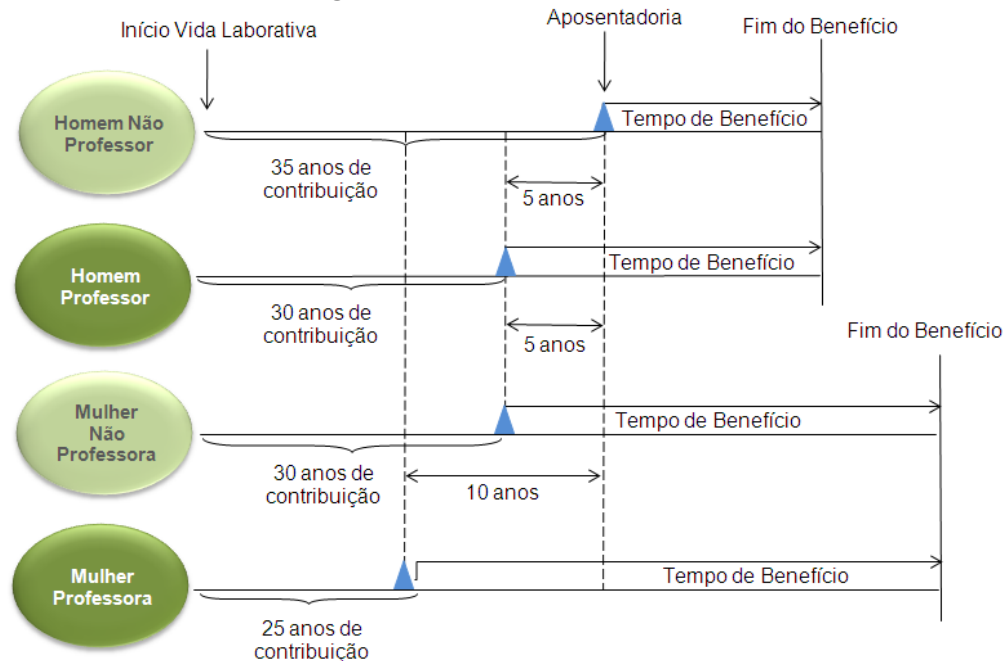 Início Vida Laborativa
Aposentadoria
Fim do Benefício
Homem Não
Professor
Tempo de Benefício
35 anos de
contribuição
5 anos
Homem
Professor
Tempo de Benefício
30 anos de
contribuição
5 anos
Fim do Benefício
Mulher
Não
Professora
Tempo de Benefício
30 anos de
contribuição
10 anos
Mulher
Professora
Tempo de Benefício
25 anos de
contribuição